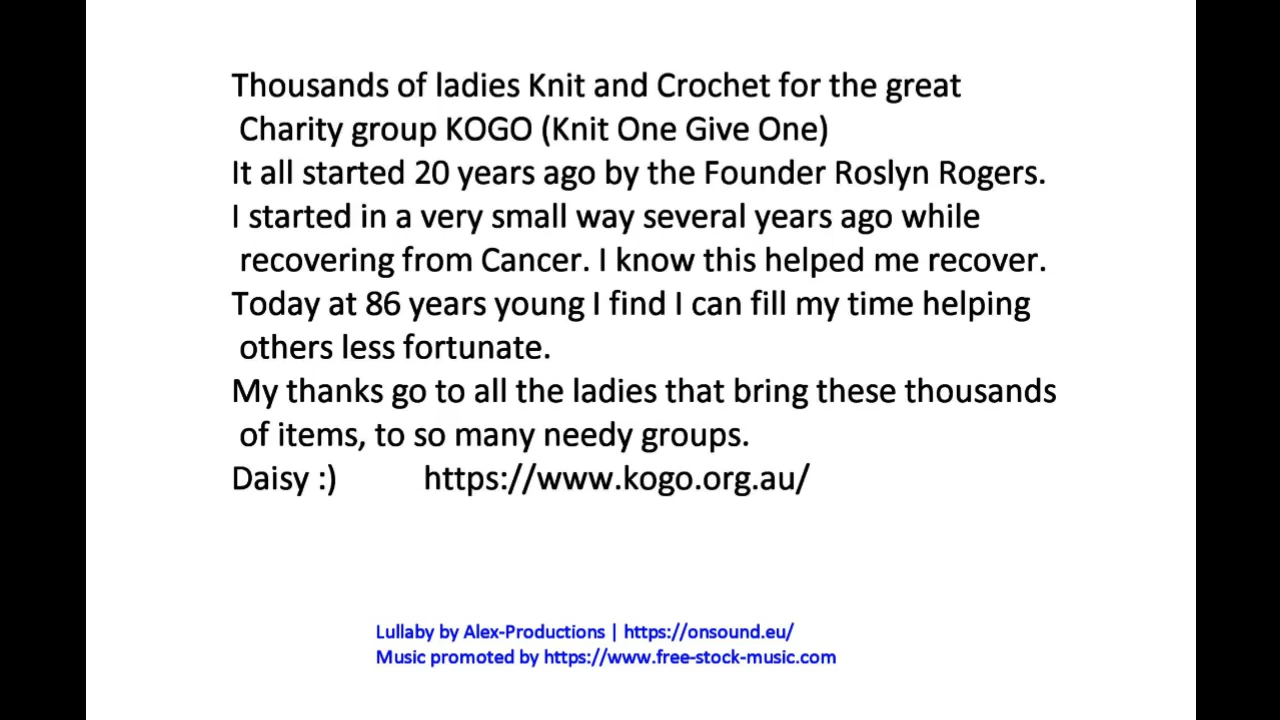 Thousands of ladies Knit and Crochet for the great
Charity group KOGO (Knit One Give One)
It all started 20 years ago by the Founder Roslyn Rogers.
I started in a very small way several years ago while
recovering from Cancer. I know this helped me recover.
Today at 86 years young I find I can fill my time helping
others less fortunate.
My thanks go to all the ladies that bring these thousands
of items, to so many needy groups.
Daisy :) https://www.kogo.org.au/
Lullaby by Alex-Productions | https://onsound.eu/
Music promoted by https://www.free-stock-music.com